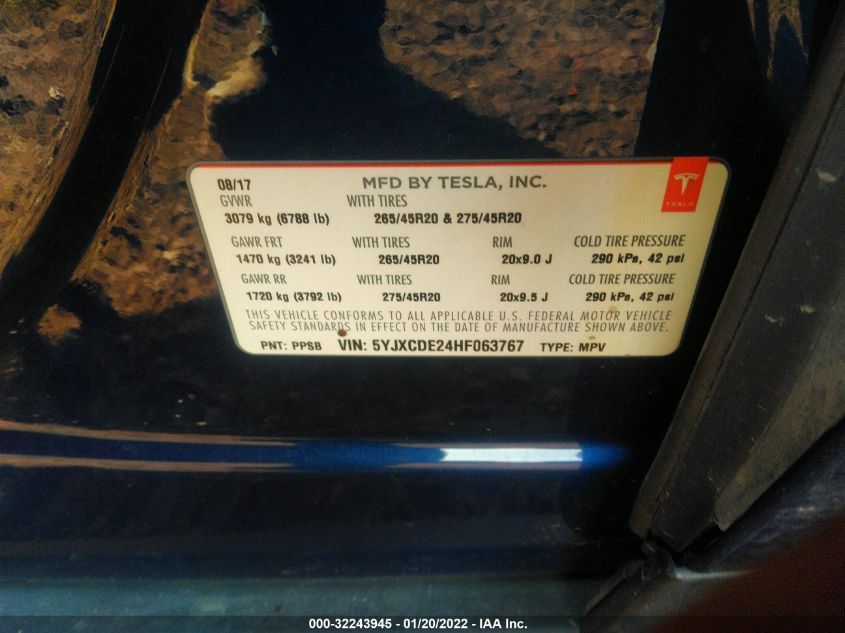 08/17 MFD BY TESLA, INC.
GVWR WITH TIRES
3079 kg (6788 lb) 265/45R20 & 275/45R20
TESLA
GAWR FRT WITH TIRES RIM COLD TIRE PRESSURE
1470 kg (3241 lb) 265/45R20 20x9.0 J 290 kPa, 42 psi
GAWR RR WITH TIRES RIM COLD TIRE PRESSURE
1720 kg (3792 lb) 275/45R20 20x9.5 J 290 kPa, 42 psi
THIS VEHICLE CONFORMS TO ALL APPLICABLE U.S. FEDERAL MOTOR VEHICLE
SAFETY STANDARDS IN EFFECT ON THE DATE OF MANUFACTURE SHOWN ABOVE.
PNT: PPSB VIN: 5YJXCDE24HF063767 TYPE: MPV
000-32243945 - 01/20/2022 - IAA Inc.